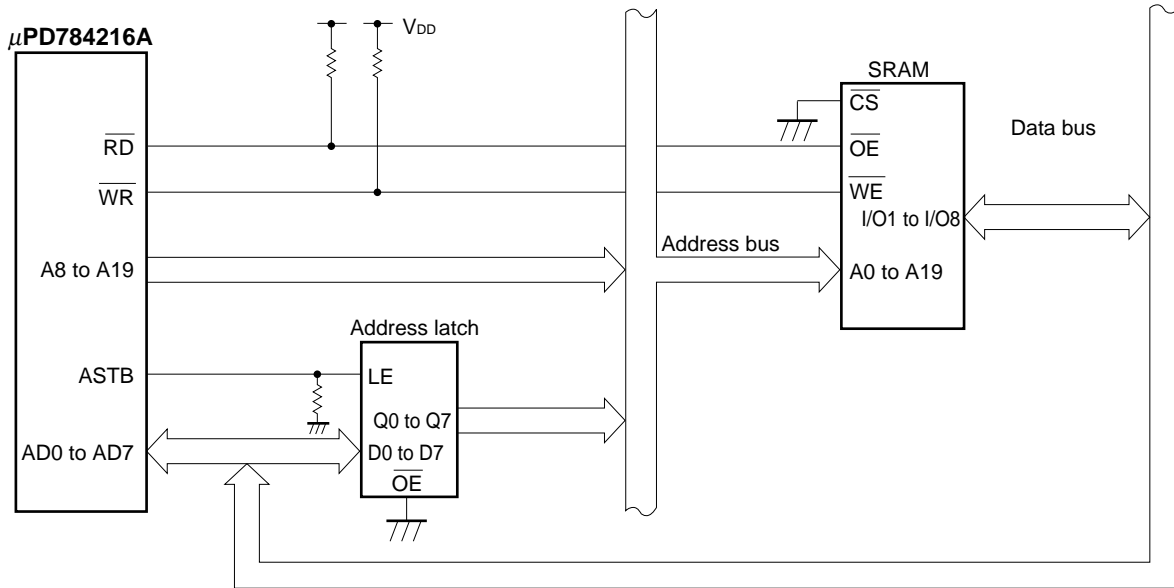 µPD784216A
RD
WR
A8 to A19
ASTB
AD0 to AD7
VDD
Address latch
LE
Q0 to Q7
D0 to D7
OE
Address bus
SRAM
CS
OE
WE
I/O1 to I/O8
A0 to A19
Data bus